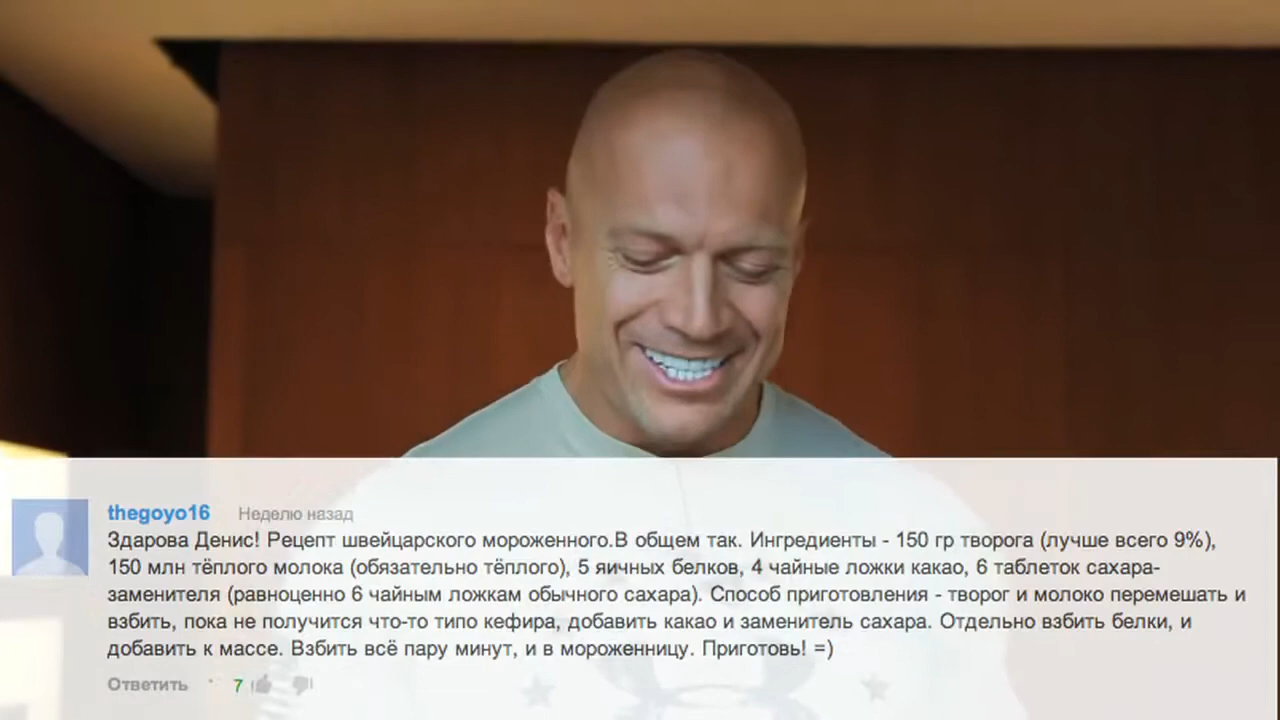 thegoyo16 Неделю назад
Здарова Денис! Рецепт швейцарского мороженного.В общем так. Ингредиенты - 150 гр творога (лучше всего 9%),
150 млн тёплого молока (обязательно тёплого), 5 яичных белков, 4 чайные ложки какао, 6 таблеток сахара-
заменителя (равноценно 6 чайным ложкам обычного сахара). Способ приготовления - творог и молоко перемешать и
взбить, пока не получится что-то типо кефира, добавить какао и заменитель сахара. Отдельно взбить белки, и
добавить к массе. Взбить всё пару минут, и в мороженницу. Приготовь! =)
Ответить · 7